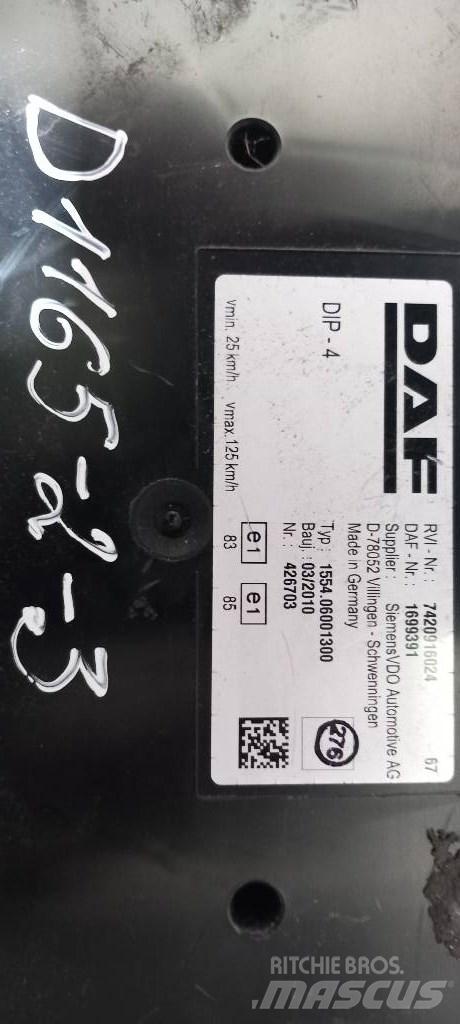 D1165-2-3
DAF
RVI - Nr. : 7420916024 67
DAF - Nr. : 1699391
Supplier : SiemensVDO Automotive AG
D-78052 Villingen - Schwenningen
Made in Germany
DIP - 4
Typ : 1554.06001300
Bauj. : 03/2010
Nr. : 426703
276
vmin. 25 km/h vmax.125 km/h
e1 e1
83 85
RITCHIE BROS.
MASCUS